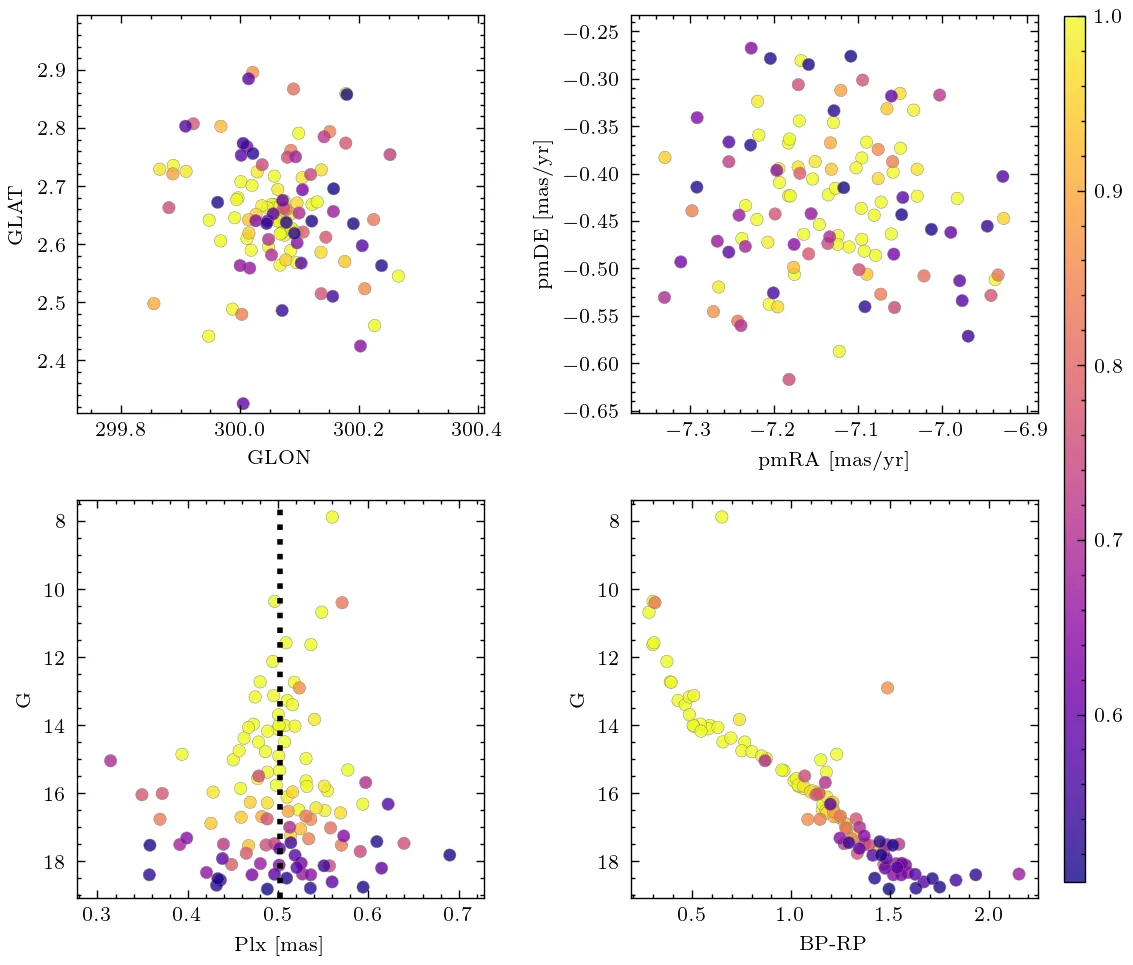 2.9
2.8
2.7
2.6
2.5
2.4
GLAT
299.8 300.0 300.2 300.4
GLON
−0.25
−0.30
−0.35
−0.40
−0.45
−0.50
−0.55
−0.60
−0.65
pmDE [mas/yr]
−7.3 −7.2 −7.1 −7.0 −6.9
pmRA [mas/yr]
8
10
12
14
16
18
G
0.3 0.4 0.5 0.6 0.7
Plx [mas]
8
10
12
14
16
18
G
0.5 1.0 1.5 2.0
BP-RP
1.0
0.9
0.8
0.7
0.6